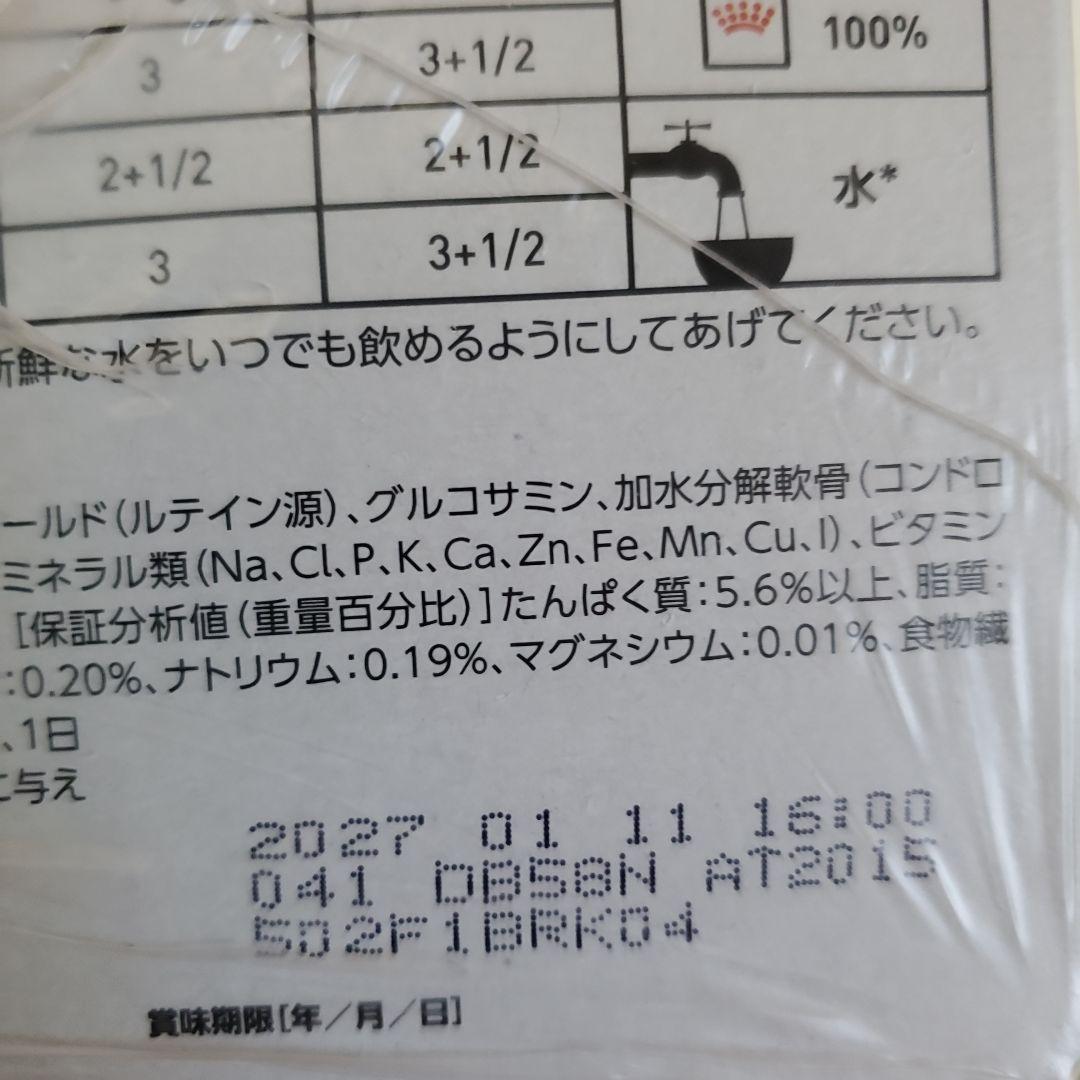 3 3+1/2 100%
2+1/2 2+1/2 水*
3 3+1/2
新鮮な水をいつでも飲めるようにしてあげてください。
ールド(ルテイン源)、グルコサミン、加水分解軟骨(コンドロ
ミネラル類(Na、Cl、P、K、Ca、Zn、Fe、Mn、Cu、I)、ビタミン
[保証分析値(重量百分比)]たんぱく質:5.6%以上、脂質:
:0.20%、ナトリウム:0.19%、マグネシウム:0.01%、食物繊
、1日
に与え
2027 01 11 16:00
041 DB58N AT2015
502F1BRK04
賞味期限[年/月/日]